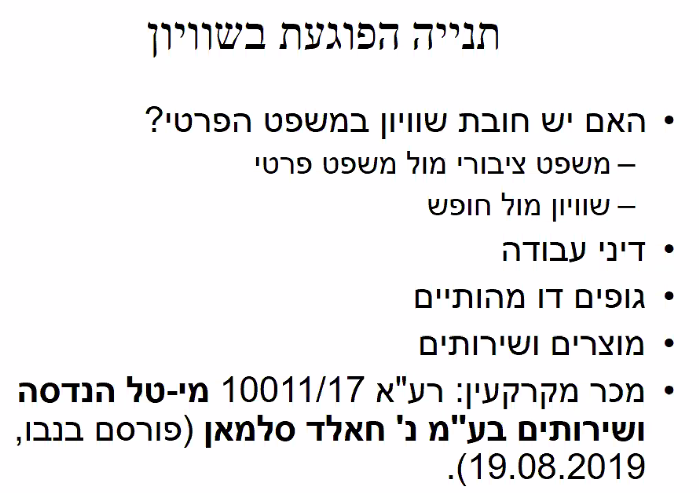 תנייה הפוגעת בשוויון
• האם יש חובת שוויון במשפט הפרטי?
– משפט ציבורי מול משפט פרטי
– שוויון מול חופש
• דיני עבודה
• גופים דו מהותיים
• מוצרים ושירותים
• מכר מקרקעין: רע"א 10011/17 מי-טל הנדסה
ושירותים בע"מ נ' חאלד סלמאן (פורסם בנבו,
19.08.2019).